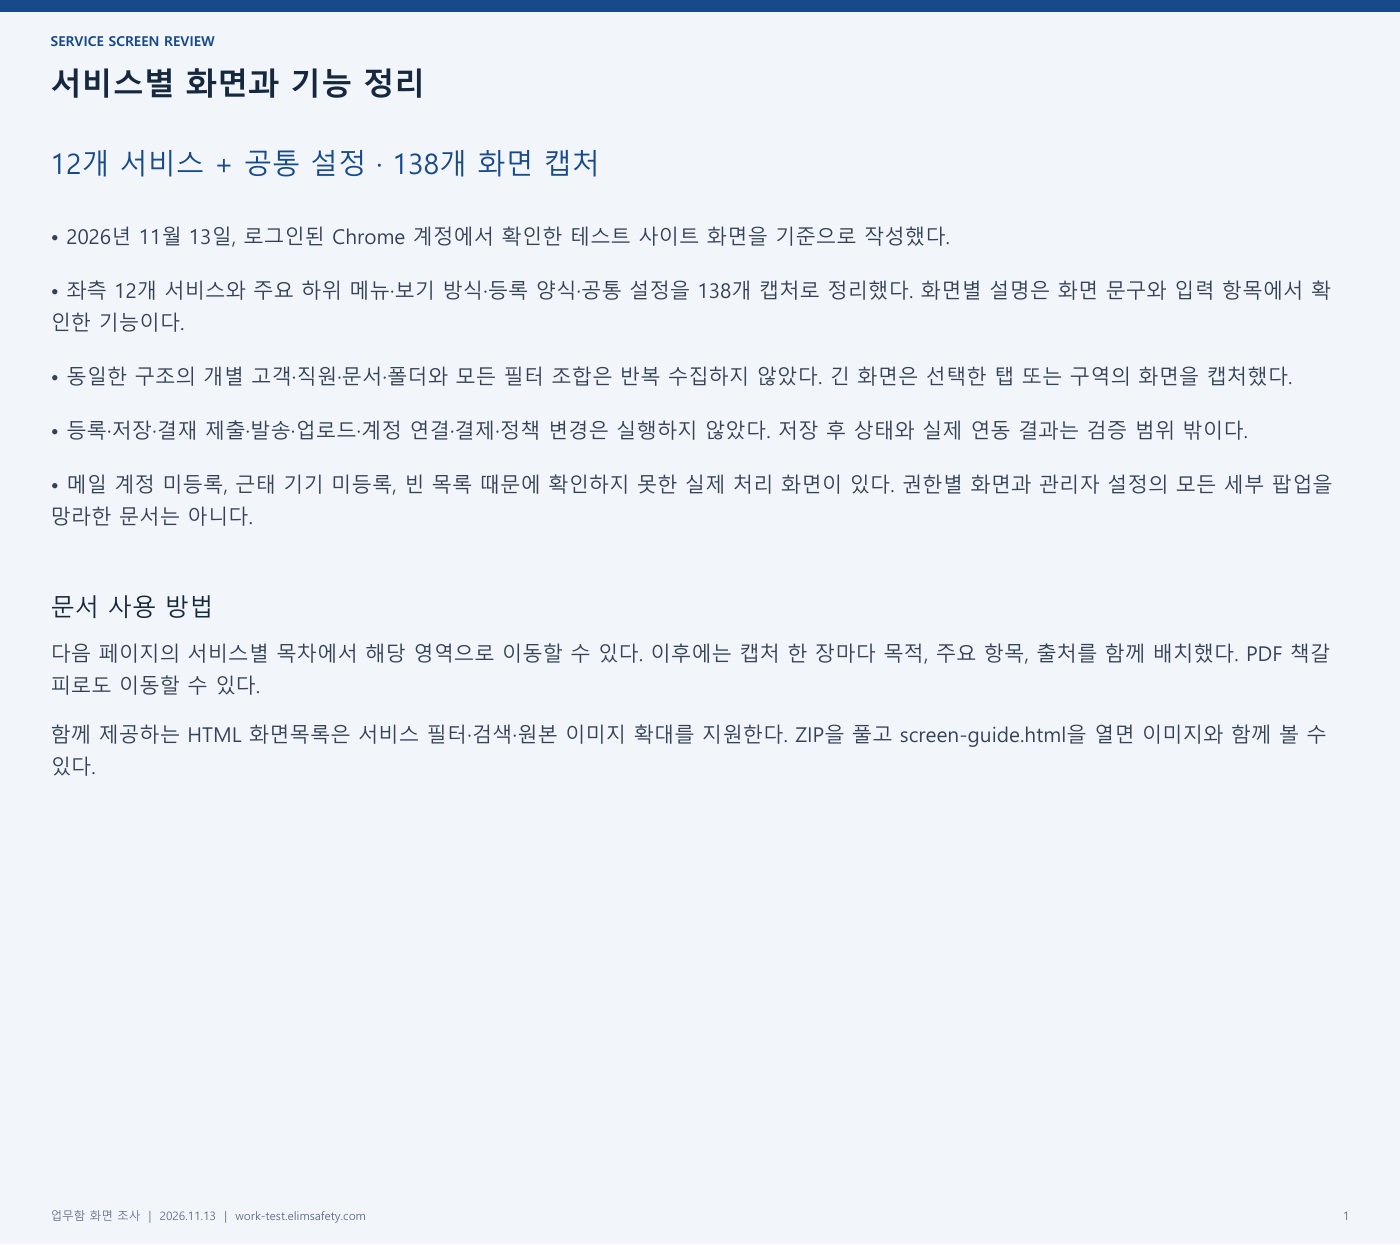 SERVICE SCREEN REVIEW
서비스별 화면과 기능 정리
12개 서비스 + 공통 설정 · 138개 화면 캡처
• 2026년 11월 13일, 로그인된 Chrome 계정에서 확인한 테스트 사이트 화면을 기준으로 작성했다.
• 좌측 12개 서비스와 주요 하위 메뉴·보기 방식·등록 양식·공통 설정을 138개 캡처로 정리했다. 화면별 설명은 화면 문구와 입력 항목에서 확
인한 기능이다.
• 동일한 구조의 개별 고객·직원·문서·폴더와 모든 필터 조합은 반복 수집하지 않았다. 긴 화면은 선택한 탭 또는 구역의 화면을 캡처했다.
• 등록·저장·결재 제출·발송·업로드·계정 연결·결제·정책 변경은 실행하지 않았다. 저장 후 상태와 실제 연동 결과는 검증 범위 밖이다.
• 메일 계정 미등록, 근태 기기 미등록, 빈 목록 때문에 확인하지 못한 실제 처리 화면이 있다. 권한별 화면과 관리자 설정의 모든 세부 팝업을
망라한 문서는 아니다.
문서 사용 방법
다음 페이지의 서비스별 목차에서 해당 영역으로 이동할 수 있다. 이후에는 캡처 한 장마다 목적, 주요 항목, 출처를 함께 배치했다. PDF 책갈
피로도 이동할 수 있다.
함께 제공하는 HTML 화면목록은 서비스 필터·검색·원본 이미지 확대를 지원한다. ZIP을 풀고 screen-guide.html을 열면 이미지와 함께 볼 수
있다.
업무함 화면 조사 | 2026.11.13 | work-test.elimsafety.com
1